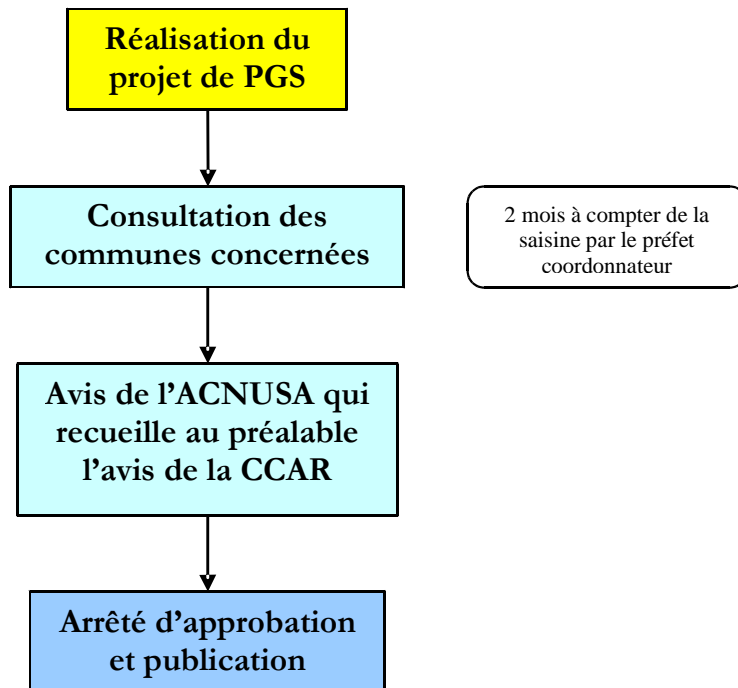 Réalisation du
projet de PGS
Consultation des
communes concernées
2 mois à compter de la
saisine par le préfet
coordonnateur
Avis de l’ACNUSA qui
recueille au préalable
l’avis de la CCAR
Arrêté d’approbation
et publication